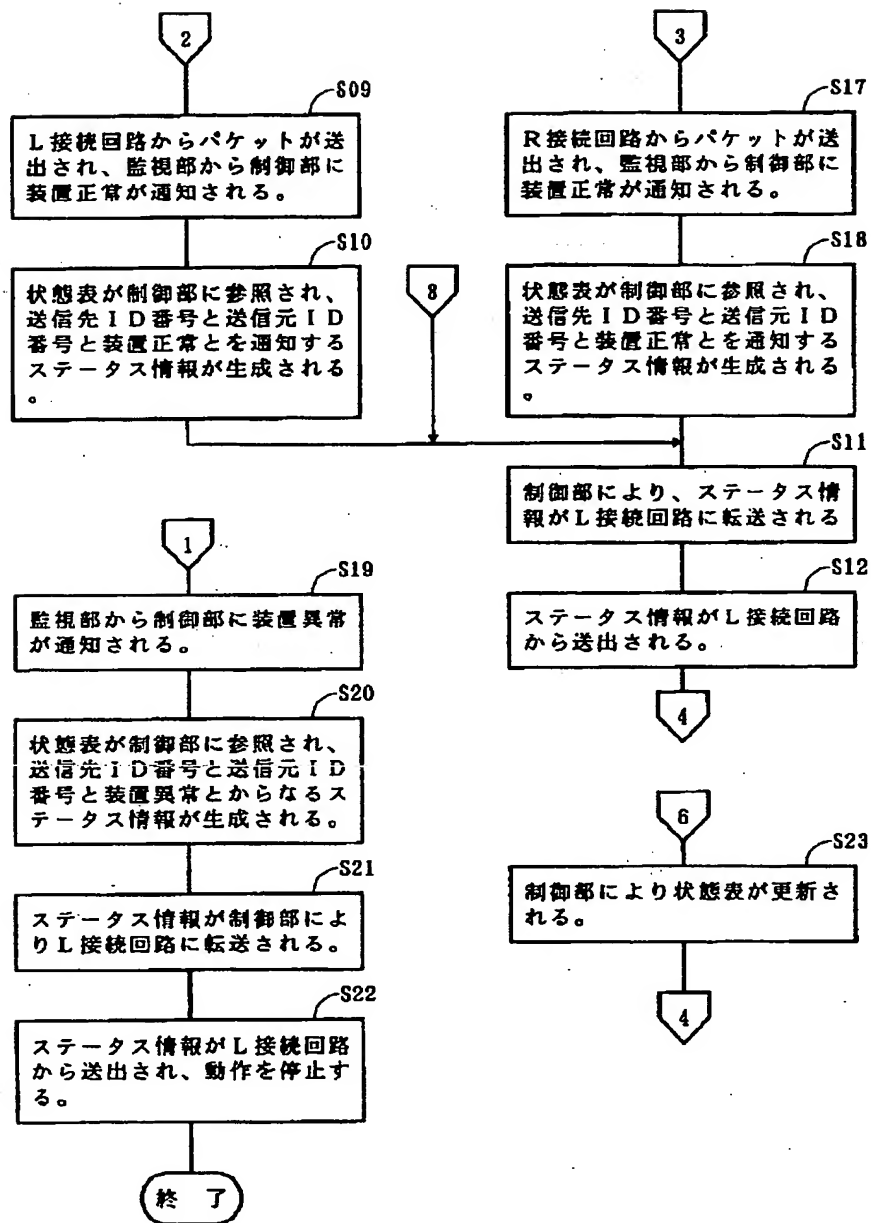 2
S09
L接続回路からパケットが送
出され、監視部から制御部に
装置正常が通知される。
S10
状態表が制御部に参照され、
送信先ID番号と送信元ID
番号と装置正常とを通知する
ステータス情報が生成される
。
8
3
S17
R接続回路からパケットが送
出され、監視部から制御部に
装置正常が通知される。
S18
状態表が制御部に参照され、
送信先ID番号と送信元ID
番号と装置正常とを通知する
ステータス情報が生成される
。
S11
制御部により、ステータス情
報がL接続回路に転送される
S12
ステータス情報がL接続回路
から送出される。
4
1
S19
監視部から制御部に装置異常
が通知される。
S20
状態表が制御部に参照され、
送信先ID番号と送信元ID
番号と装置異常とからなるス
テータス情報が生成される。
S21
ステータス情報が制御部によ
りL接続回路に転送される。
S22
ステータス情報がL接続回路
から送出され、動作を停止す
る。
終 了
6
S23
制御部により状態表が更新さ
れる。
4